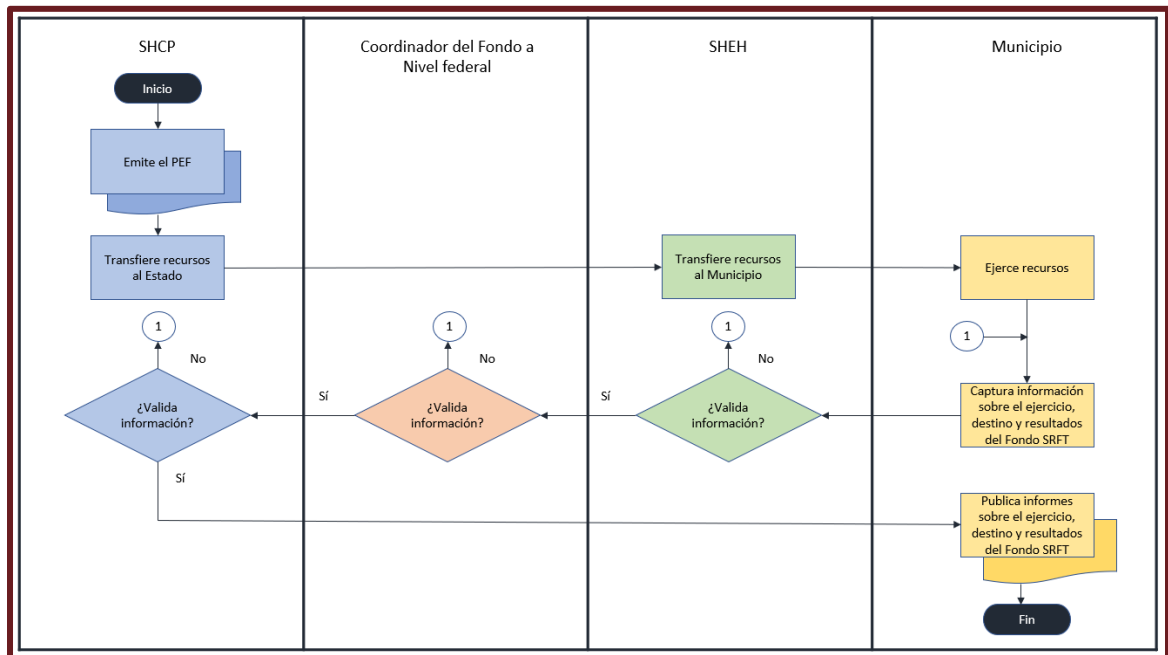 SHCP
Coordinador del Fondo a
Nivel federal
SHEH
Municipio
Inicio
Emite el PEF
Transfiere recursos
al Estado
Transfiere recursos
al Municipio
Ejerce recursos
1
1
1
1
No
No
No
¿Valida
información?
Sí
¿Valida
información?
Sí
¿Valida
información?
Captura información
sobre el ejercicio,
destino y resultados
del Fondo SRFT
Sí
Publica informes
sobre el ejercicio,
destino y resultados
del Fondo SRFT
Fin